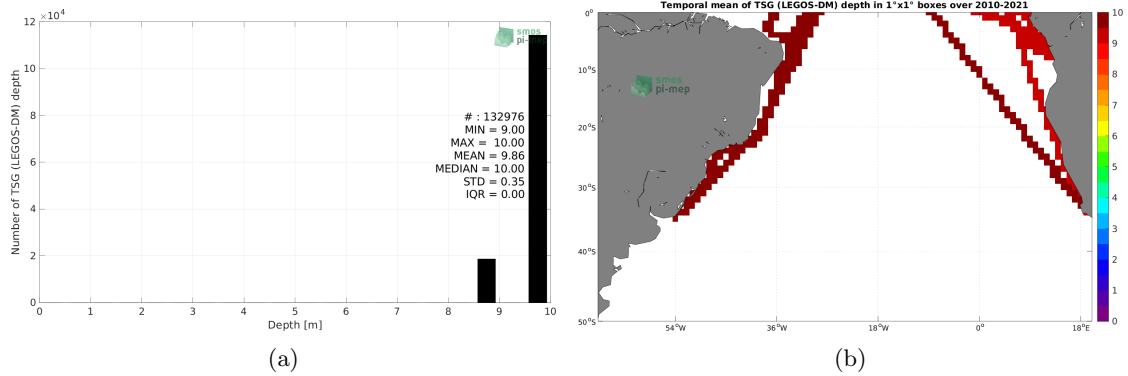 ×10⁴
12
10
8
6
4
2
0
0 1 2 3 4 5 6 7 8 9 10
Number of TSG (LEGOS-DM) depth
Depth [m]
smos
pi-mep
# : 132976
MIN = 9.00
MAX = 10.00
MEAN = 9.86
MEDIAN = 10.00
STD = 0.35
IQR = 0.00
(a)
Temporal mean of TSG (LEGOS-DM) depth in 1°x1° boxes over 2010-2021
0°
10°S
20°S
30°S
40°S
50°S
54°W 36°W 18°W 0° 18°E
smos
pi-mep
10
9
8
7
6
5
4
3
2
1
0
(b)